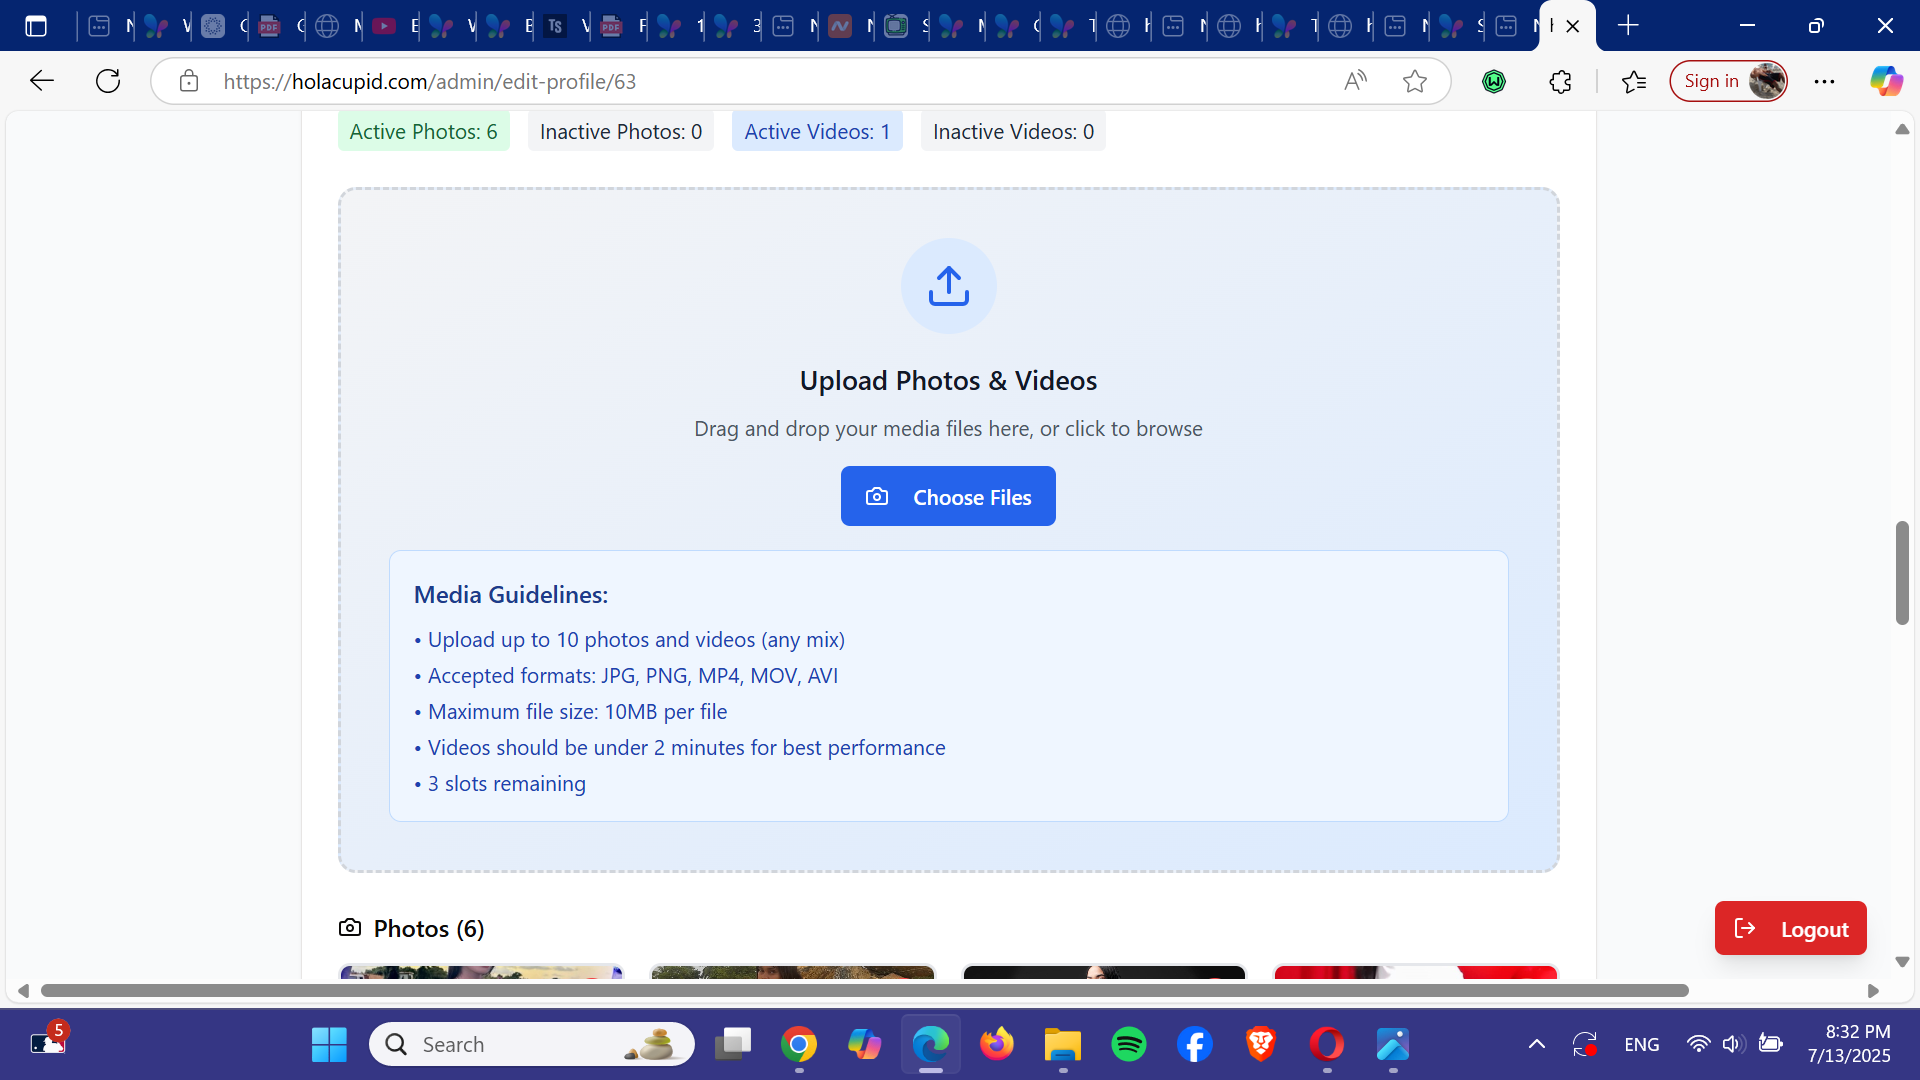 https://holacupid.com/admin/edit-profile/63
Sign in
Active Photos: 6
Inactive Photos: 0
Active Videos: 1
Inactive Videos: 0
Upload Photos & Videos
Drag and drop your media files here, or click to browse
Choose Files
Media Guidelines:
• Upload up to 10 photos and videos (any mix)
• Accepted formats: JPG, PNG, MP4, MOV, AVI
• Maximum file size: 10MB per file
• Videos should be under 2 minutes for best performance
• 3 slots remaining
Photos (6)
Logout
5
Search
ENG
8:32 PM
7/13/2025